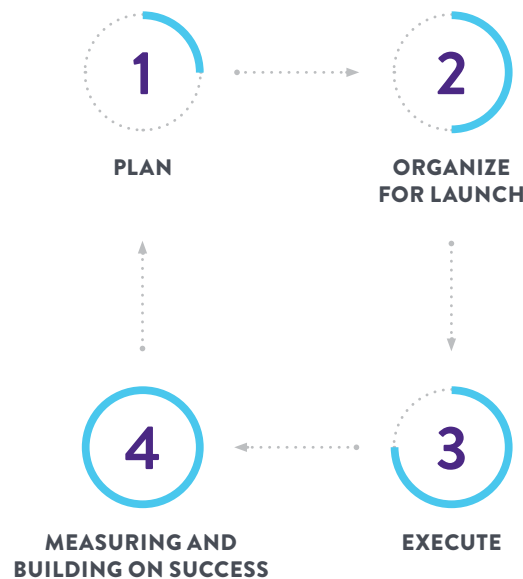 1
PLAN
2
ORGANIZE
FOR LAUNCH
3
EXECUTE
4
MEASURING AND
BUILDING ON SUCCESS